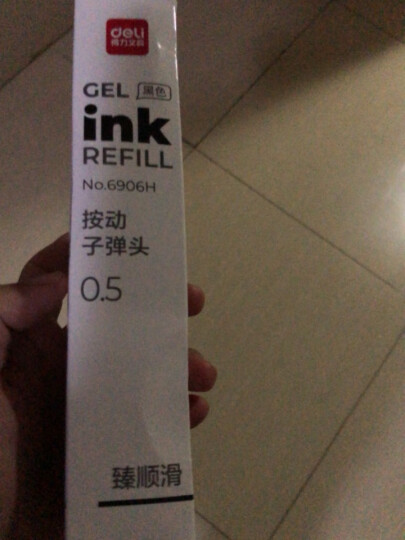 deli
得力文具
GEL 黑色
ink
REFILL
No.6906H
按动
子弹头
0.5
臻顺滑